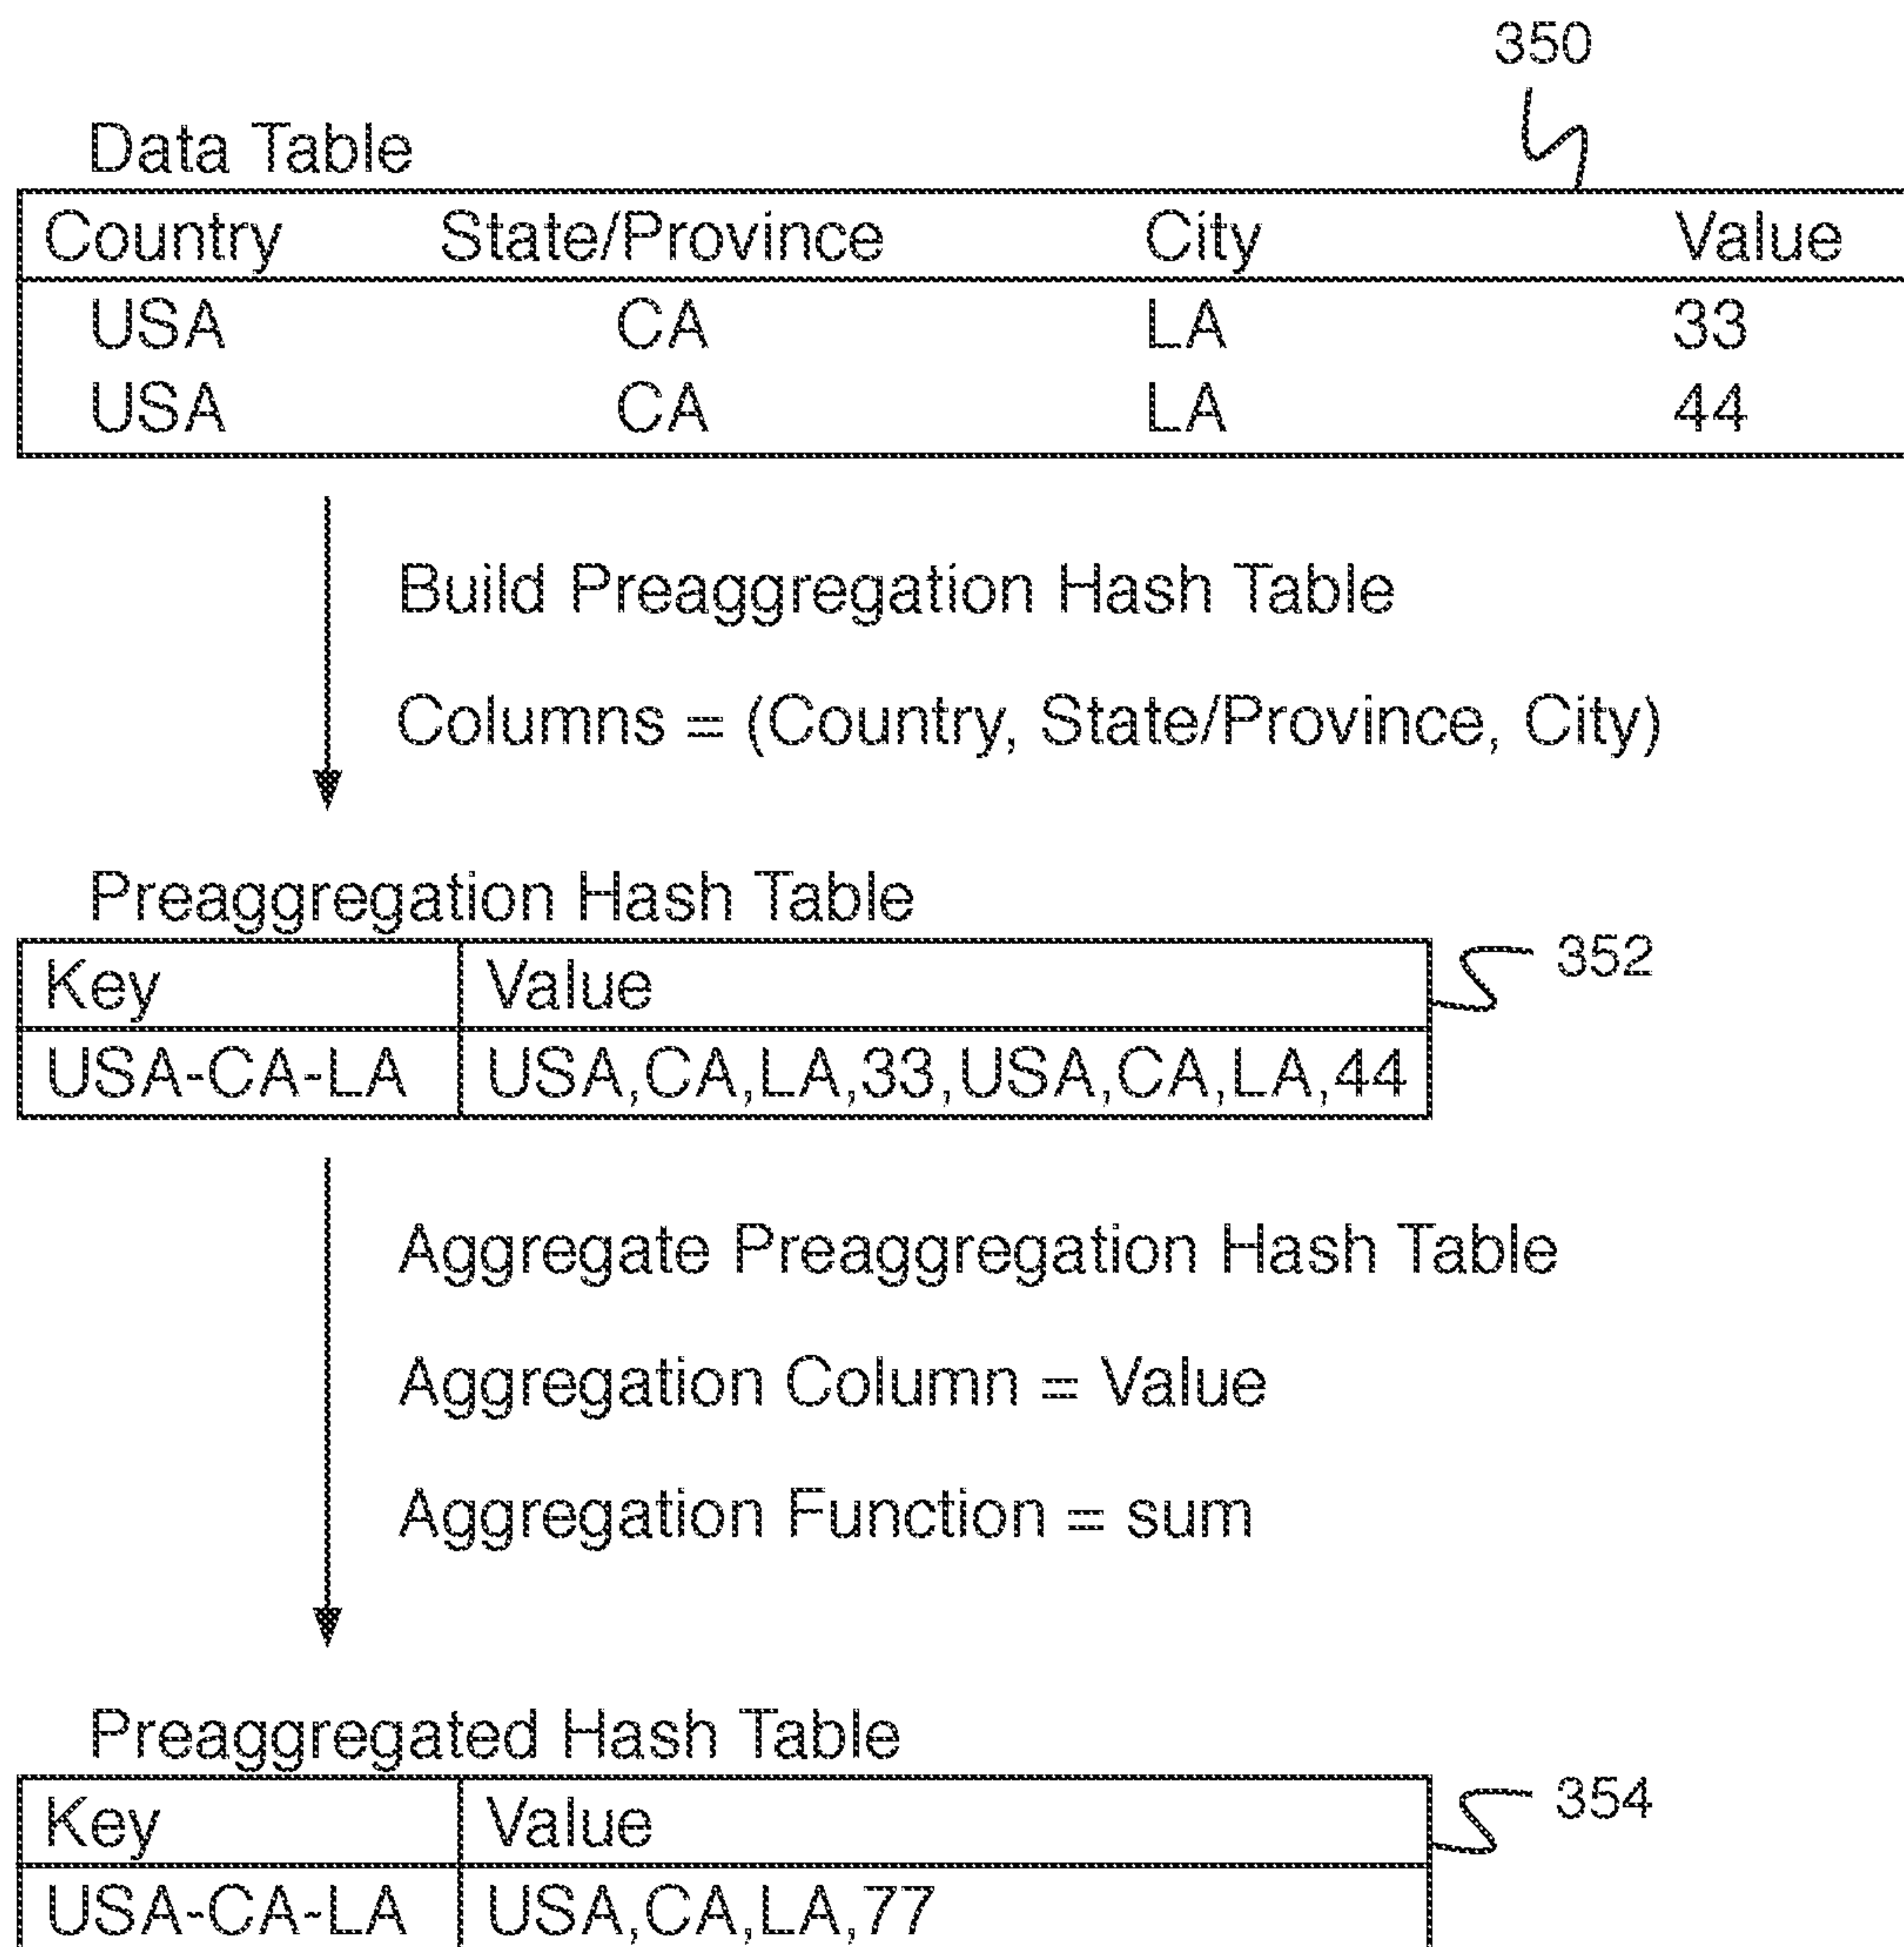 350
Data Table
Country State/Province City Value
USA CA LA 33
USA CA LA 44
Build Preaggregation Hash Table
Columns = (Country, State/Province, City)
Preaggregation Hash Table
352
Key Value
USA-CA-LA USA,CA,LA,33,USA,CA,LA,44
Aggregate Preaggregation Hash Table
Aggregation Column = Value
Aggregation Function = sum
Preaggregated Hash Table
354
Key Value
USA-CA-LA USA,CA,LA,77